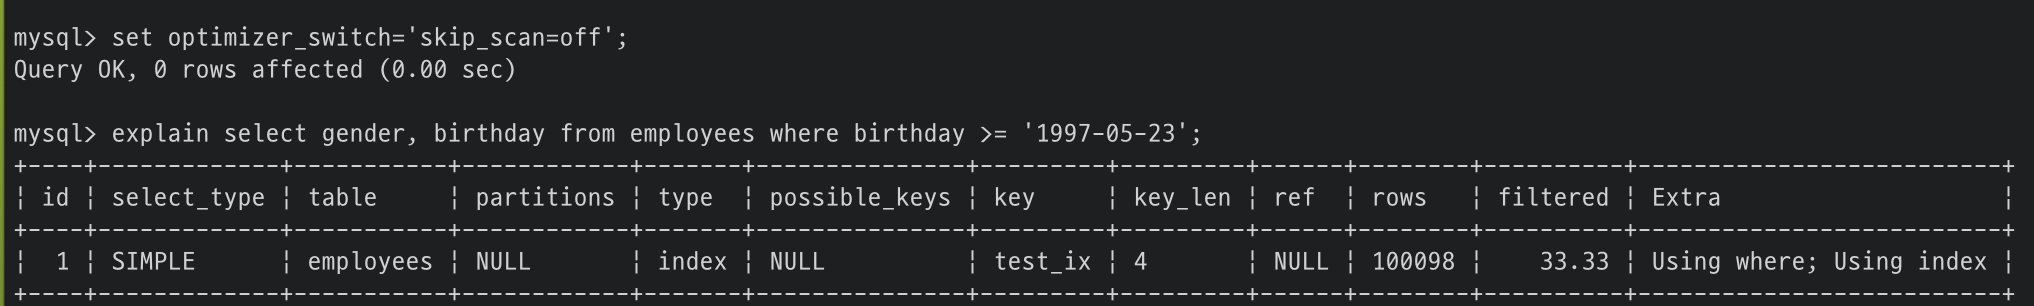 mysql> set optimizer_switch='skip_scan=off';
Query OK, 0 rows affected (0.00 sec)
mysql> explain select gender, birthday from employees where birthday >= '1997-05-23';
+----+-------------+-----------+------------+-------+---------------+---------+---------+------+--------+----------+--------------------------+
¦ id ¦ select_type ¦ table     ¦ partitions ¦ type  ¦ possible_keys ¦ key     ¦ key_len ¦ ref  ¦ rows   ¦ filtered ¦ Extra                    ¦
+----+-------------+-----------+------------+-------+---------------+---------+---------+------+--------+----------+--------------------------+
¦  1 ¦ SIMPLE      ¦ employees ¦ NULL       ¦ index ¦ NULL          ¦ test_ix ¦ 4       ¦ NULL ¦ 100098 ¦    33.33 ¦ Using where; Using index ¦
+----+-------------+-----------+------------+-------+---------------+---------+---------+------+--------+----------+--------------------------+